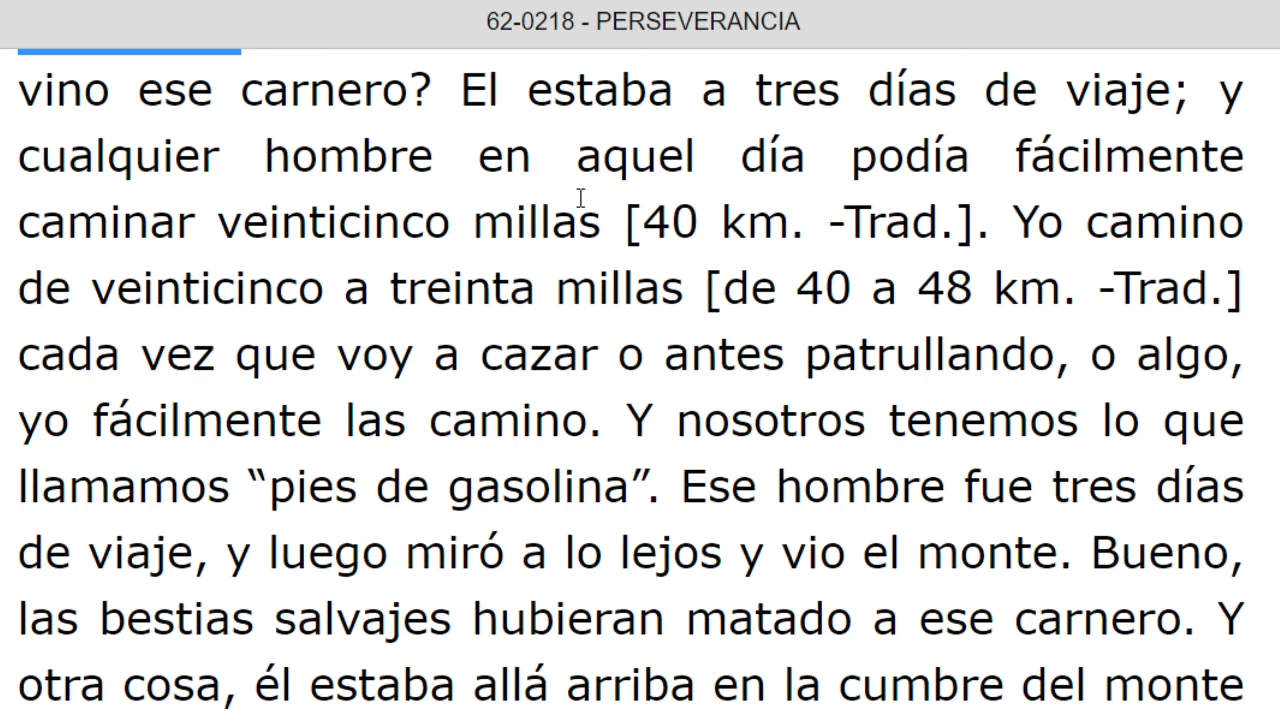 62-0218 - PERSEVERANCIA
vino ese carnero? El estaba a tres días de viaje; y
cualquier hombre en aquel día podía fácilmente
caminar veinticinco millas [40 km. -Trad.]. Yo camino
de veinticinco a treinta millas [de 40 a 48 km. -Trad.]
cada vez que voy a cazar o antes patrullando, o algo,
yo fácilmente las camino. Y nosotros tenemos lo que
llamamos “pies de gasolina”. Ese hombre fue tres días
de viaje, y luego miró a lo lejos y vio el monte. Bueno,
las bestias salvajes hubieran matado a ese carnero. Y
otra cosa, él estaba allá arriba en la cumbre del monte